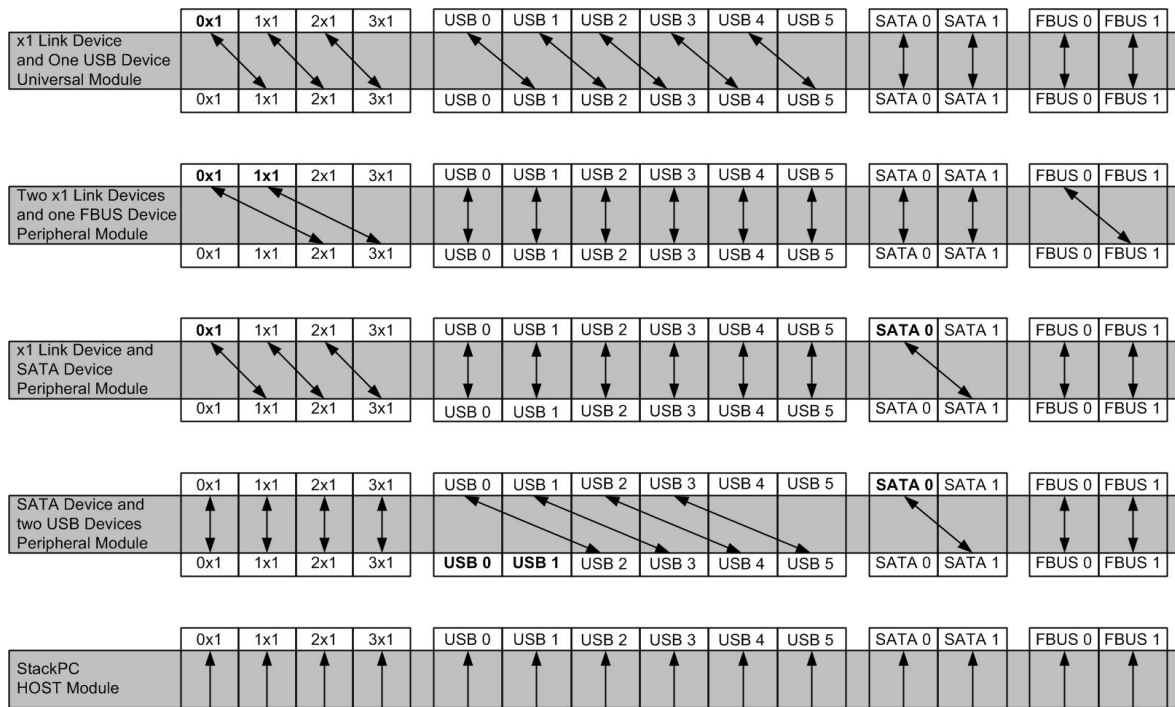 0x1 1x1 2x1 3x1 USB 0 USB 1 USB 2 USB 3 USB 4 USB 5 SATA 0 SATA 1 FBUS 0 FBUS 1
x1 Link Device
and One USB Device
Universal Module
0x1 1x1 2x1 3x1 USB 0 USB 1 USB 2 USB 3 USB 4 USB 5 SATA 0 SATA 1 FBUS 0 FBUS 1
0x1 1x1 2x1 3x1 USB 0 USB 1 USB 2 USB 3 USB 4 USB 5 SATA 0 SATA 1 FBUS 0 FBUS 1
Two x1 Link Devices
and one FBUS Device
Peripheral Module
0x1 1x1 2x1 3x1 USB 0 USB 1 USB 2 USB 3 USB 4 USB 5 SATA 0 SATA 1 FBUS 0 FBUS 1
0x1 1x1 2x1 3x1 USB 0 USB 1 USB 2 USB 3 USB 4 USB 5 SATA 0 SATA 1 FBUS 0 FBUS 1
x1 Link Device and
SATA Device
Peripheral Module
0x1 1x1 2x1 3x1 USB 0 USB 1 USB 2 USB 3 USB 4 USB 5 SATA 0 SATA 1 FBUS 0 FBUS 1
0x1 1x1 2x1 3x1 USB 0 USB 1 USB 2 USB 3 USB 4 USB 5 SATA 0 SATA 1 FBUS 0 FBUS 1
SATA Device and
two USB Devices
Peripheral Module
0x1 1x1 2x1 3x1 USB 0 USB 1 USB 2 USB 3 USB 4 USB 5 SATA 0 SATA 1 FBUS 0 FBUS 1
0x1 1x1 2x1 3x1 USB 0 USB 1 USB 2 USB 3 USB 4 USB 5 SATA 0 SATA 1 FBUS 0 FBUS 1
StackPC
HOST Module